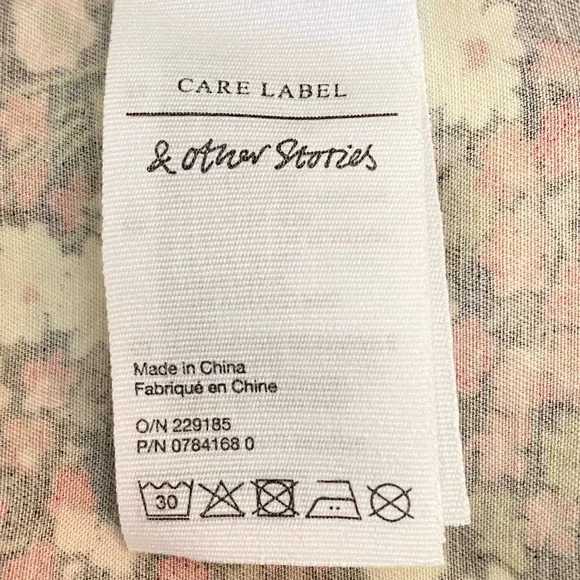 CARE LABEL
& other Stories
Made in China
Fabriqué en Chine
O/N 229185
P/N 0784168 0
30